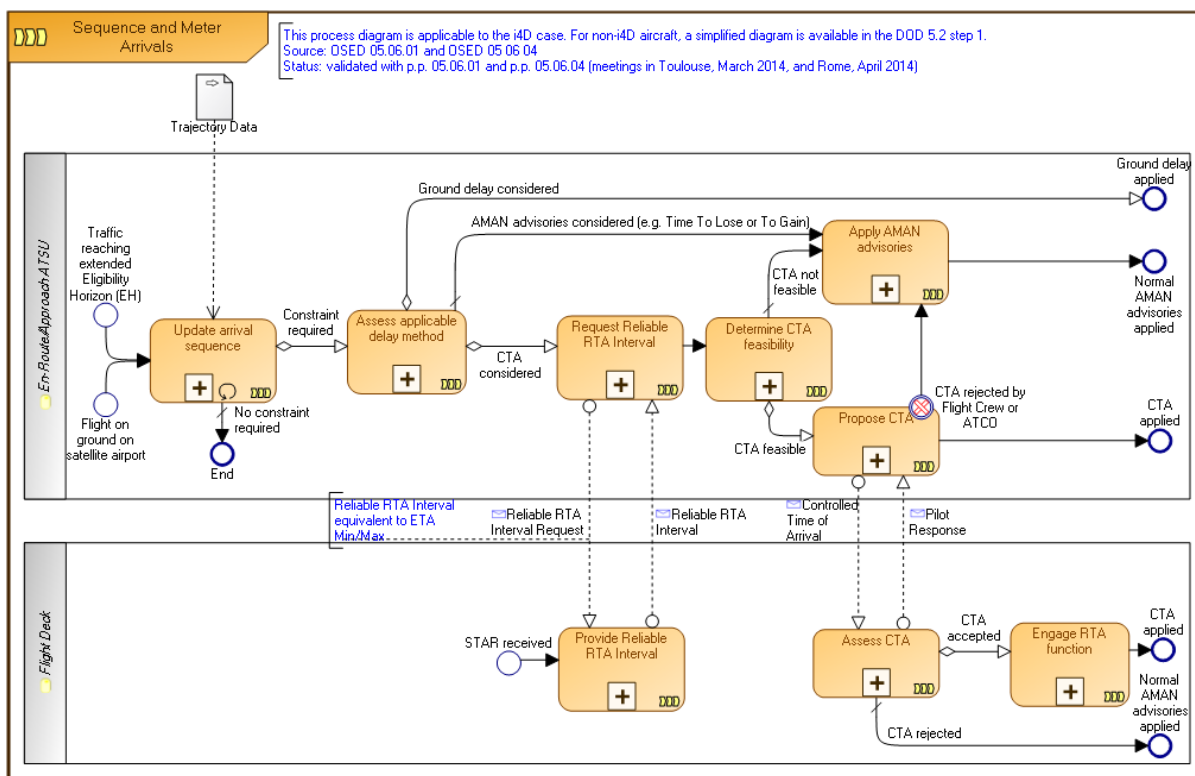 Sequence and Meter
Arrivals
This process diagram is applicable to the i4D case. For non-i4D aircraft, a simplified diagram is available in the DOD 5.2 step 1.
Source: OSED 05.06.01 and OSED 05 06 04
Status: validated with p.p. 05.06.01 and p.p. 05.06.04 (meetings in Toulouse, March 2014, and Rome, April 2014)
Trajectory Data
En-Route/Approach ATSU
Ground delay
applied
Ground delay considered
AMAN advisories considered (e.g. Time To Lose or To Gain)
Apply AMAN
advisories
Traffic
reaching
extended
Eligibility
Horizon (EH)
CTA not
feasible
Normal
AMAN
advisories
applied
Update arrival
sequence
Constraint
required
Assess applicable
delay method
CTA
considered
Request Reliable
RTA Interval
Determine CTA
feasibility
No constraint
required
Flight on
ground on
satellite airport
End
CTA feasible
Propose CTA
CTA rejected by
Flight Crew or
ATCO
CTA
applied
Reliable RTA Interval
equivalent to ETA
Min/Max
Reliable RTA
Interval Request
Reliable RTA
Interval
Controlled
Time of
Arrival
Pilot
Response
Flight Deck
STAR received
Provide Reliable
RTA Interval
Assess CTA
CTA
accepted
Engage RTA
function
CTA
applied
CTA rejected
Normal
AMAN
advisories
applied